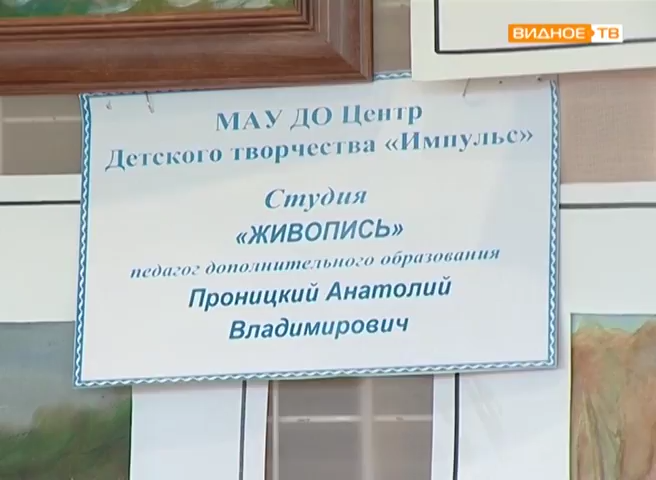 ВИДНОЕ ТВ
МАУ ДО Центр
Детского творчества «Импульс»
Студия
«ЖИВОПИСЬ»
педагог дополнительного образования
Проницкий Анатолий
Владимирович